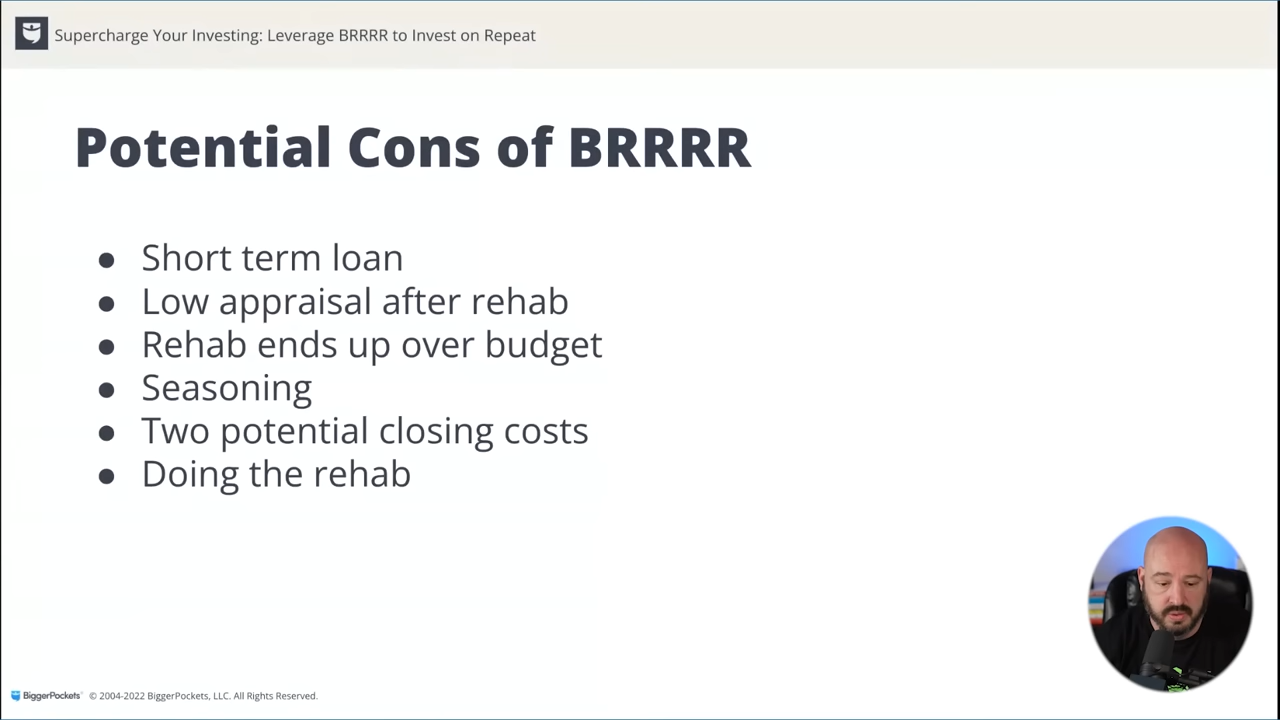 Supercharge Your Investing: Leverage BRRRR to Invest on Repeat
Potential Cons of BRRRR
● Short term loan
● Low appraisal after rehab
● Rehab ends up over budget
● Seasoning
● Two potential closing costs
● Doing the rehab
BiggerPockets © 2004-2022 BiggerPockets, LLC. All Rights Reserved.